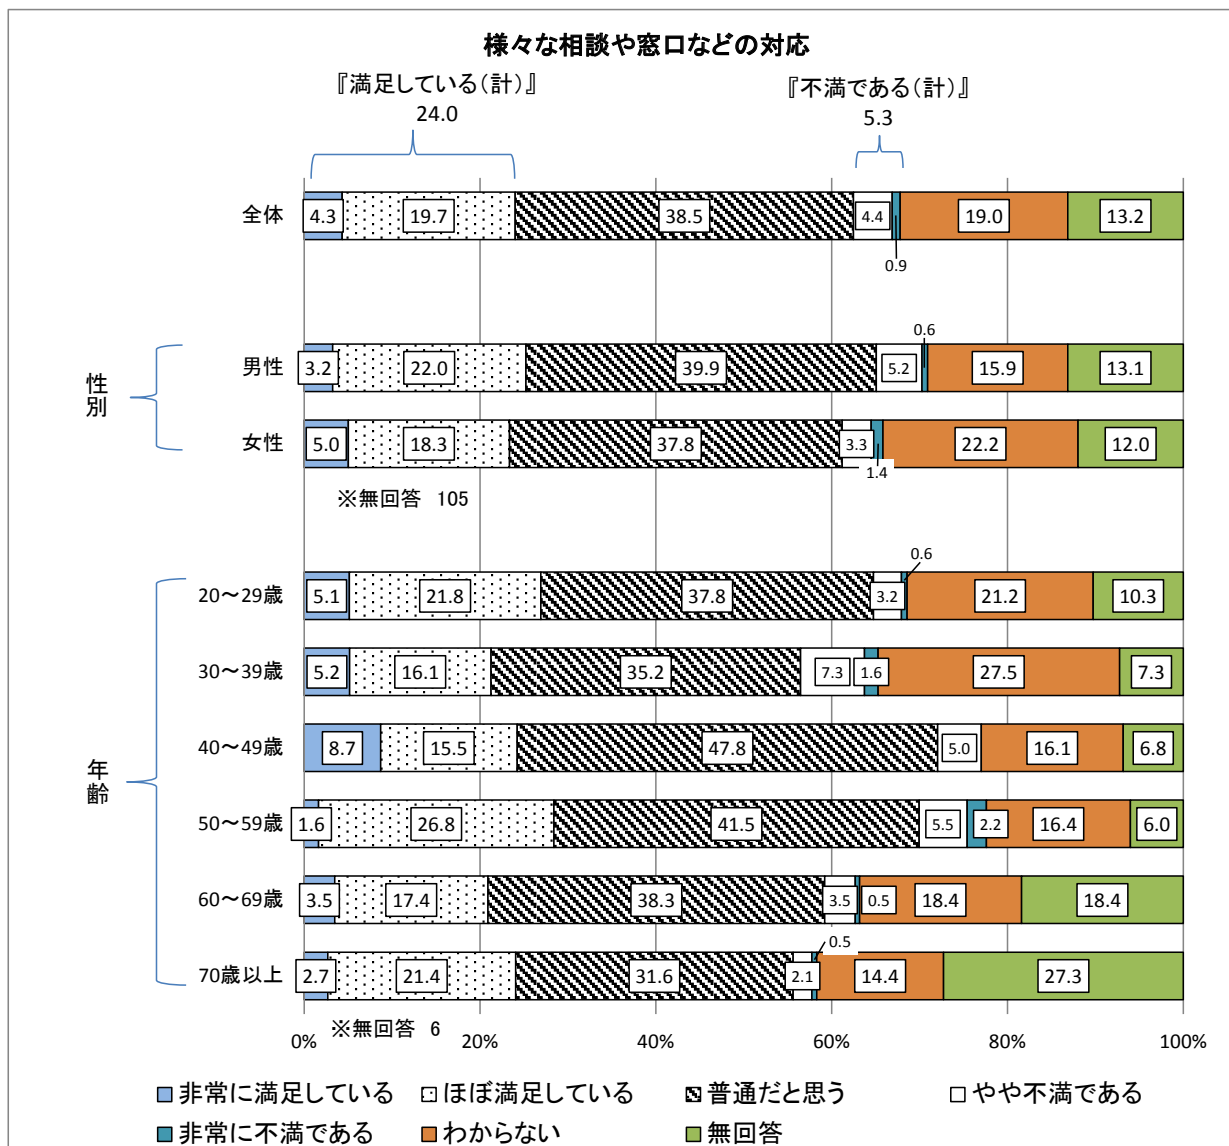 様々な相談や窓口などの対応
『満足している（計）』
24.0
『不満である（計）』
5.3
全体 4.3 19.7 38.5 4.4 0.9 19.0 13.2
性別
男性 3.2 22.0 39.9 5.2 0.6 15.9 13.1
女性 5.0 18.3 37.8 3.3 1.4 22.2 12.0
※無回答 105
年齢
20～29歳 5.1 21.8 37.8 3.2 0.6 21.2 10.3
30～39歳 5.2 16.1 35.2 7.3 1.6 27.5 7.3
40～49歳 8.7 15.5 47.8 5.0 16.1 6.8
50～59歳 1.6 26.8 41.5 5.5 2.2 16.4 6.0
60～69歳 3.5 17.4 38.3 3.5 0.5 18.4 18.4
70歳以上 2.7 21.4 31.6 2.1 0.5 14.4 27.3
※無回答 6
0% 20% 40% 60% 80% 100%
非常に満足している ほぼ満足している 普通だと思う やや不満である
非常に不満である わからない 無回答